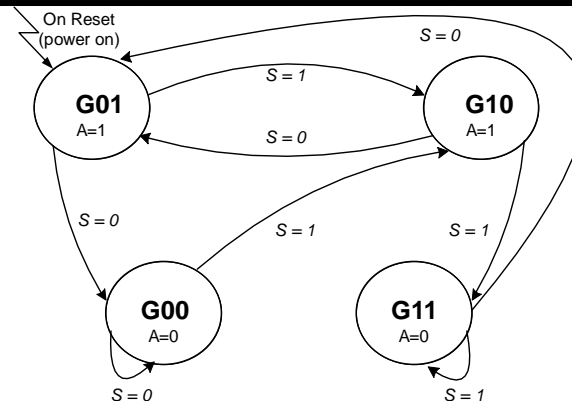 On Reset
(power on)
S = 0
S = 1
G01
A=1
G10
A=1
S = 0
S = 0
S = 1
S = 1
G00
A=0
G11
A=0
S = 0
S = 1